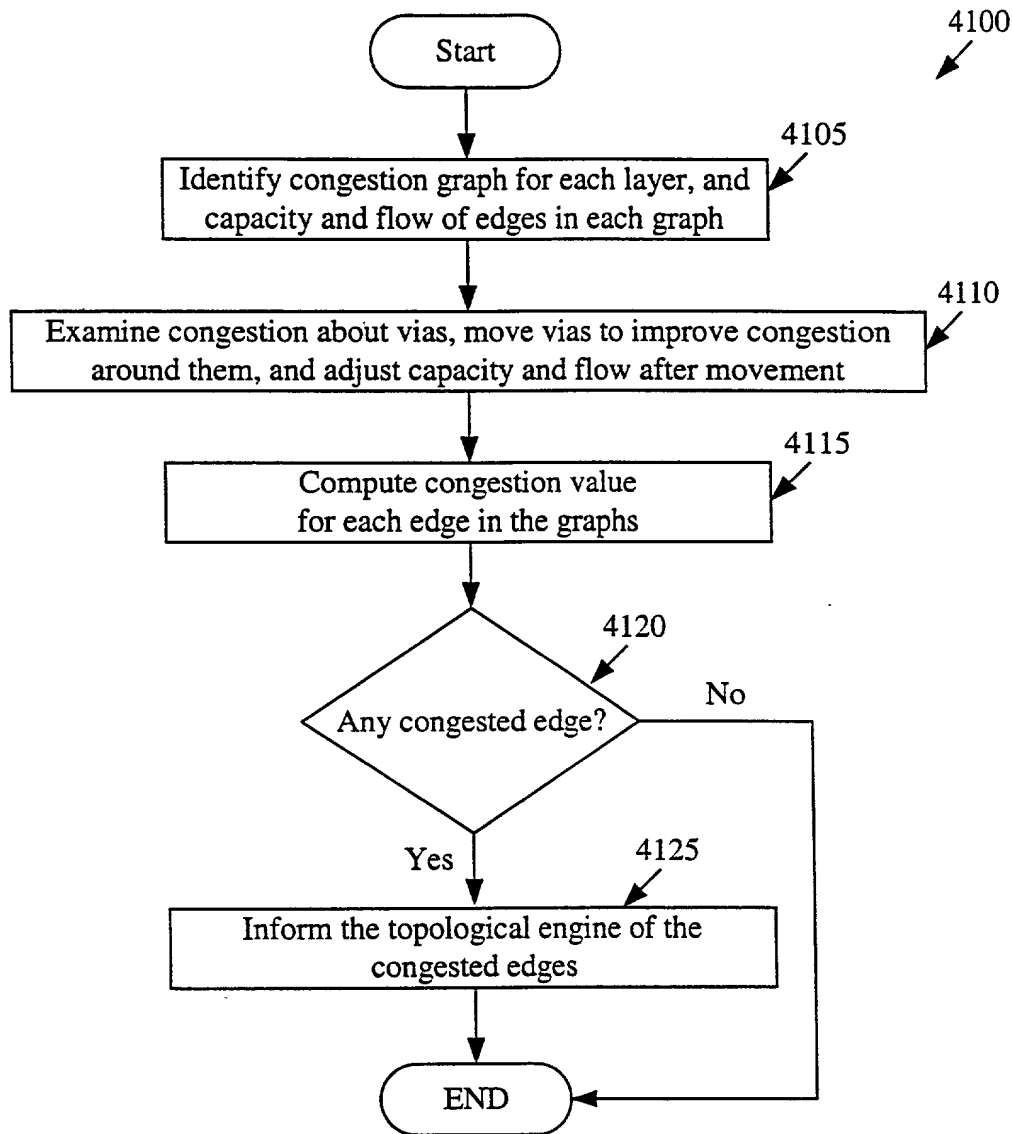 4100
Start
4105
Identify congestion graph for each layer, and
capacity and flow of edges in each graph
4110
Examine congestion about vias, move vias to improve congestion
around them, and adjust capacity and flow after movement
4115
Compute congestion value
for each edge in the graphs
4120
Any congested edge?
No
Yes
4125
Inform the topological engine of the
congested edges
END